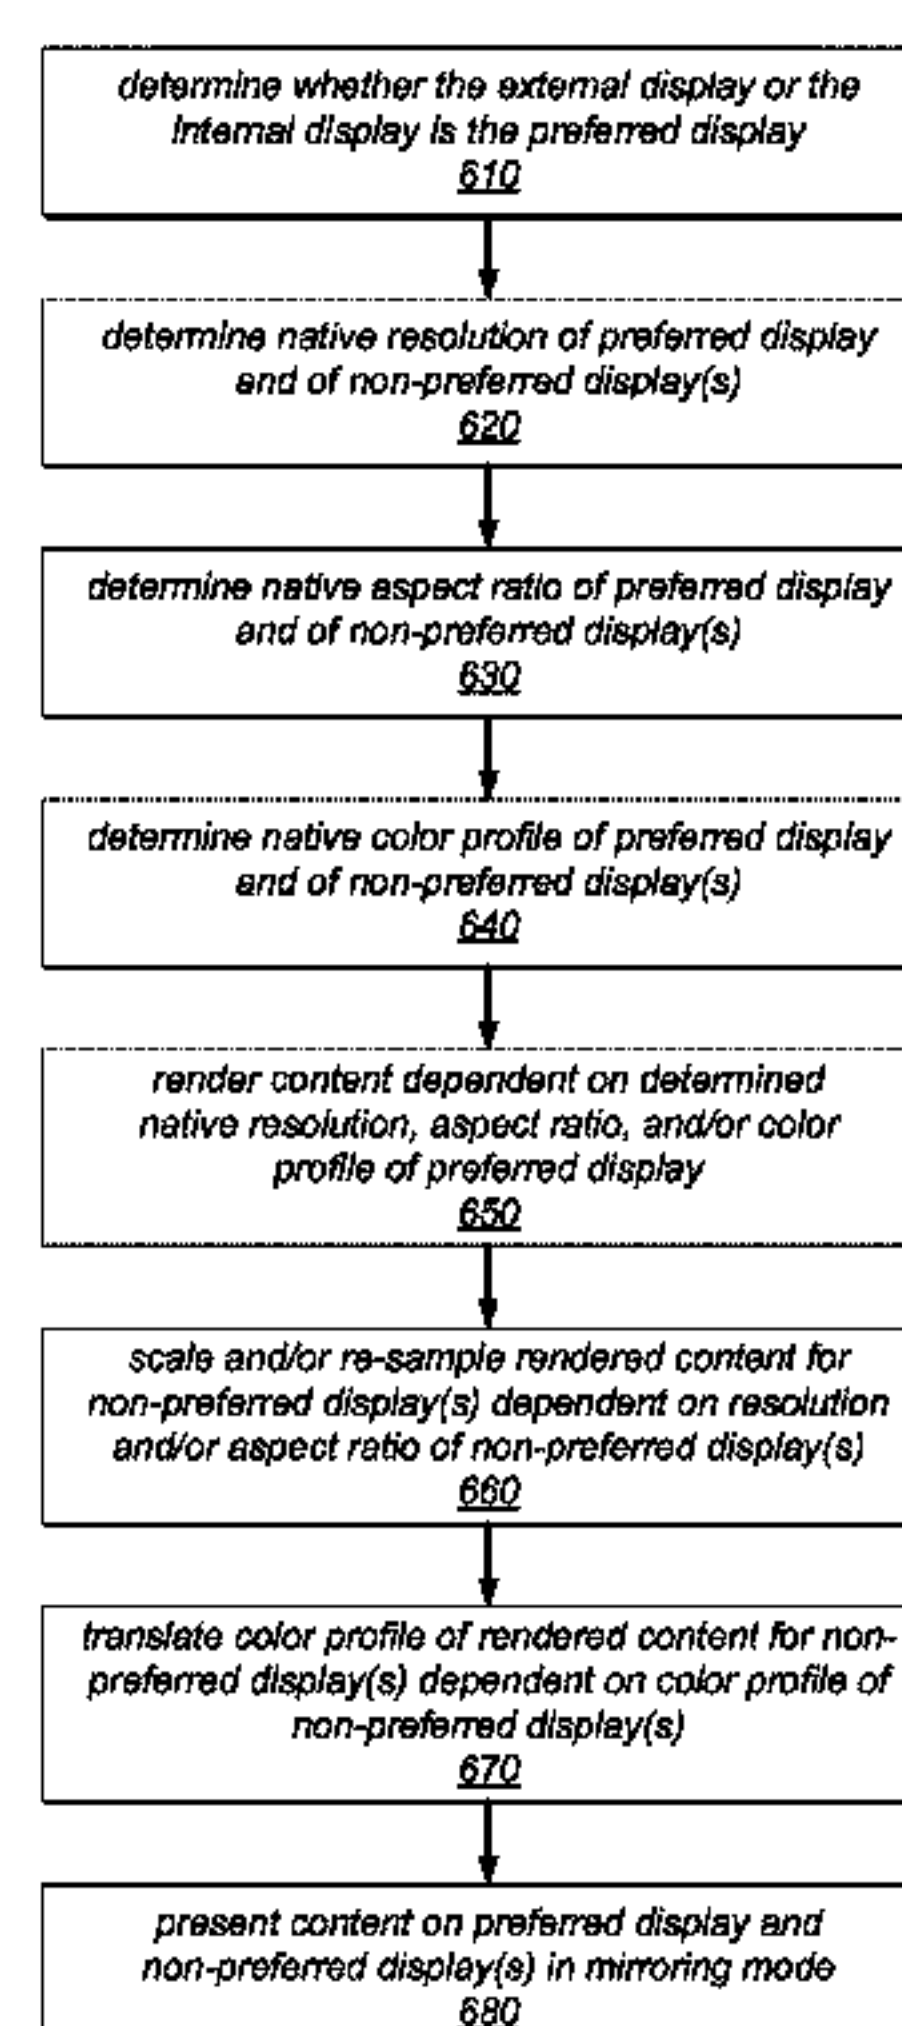 determine whether the external display or the
internal display is the preferred display
610
determine native resolution of preferred display
and of non-preferred display(s)
620
determine native aspect ratio of preferred display
and of non-preferred display(s)
630
determine native color profile of preferred display
and of non-preferred display(s)
640
render content dependent on determined
native resolution, aspect ratio, and/or color
profile of preferred display
650
scale and/or re-sample rendered content for
non-preferred display(s) dependent on resolution
and/or aspect ratio of non-preferred display(s)
660
translate color profile of rendered content for non-
preferred display(s) dependent on color profile of
non-preferred display(s)
670
present content on preferred display and
non-preferred display(s) in mirroring mode
680